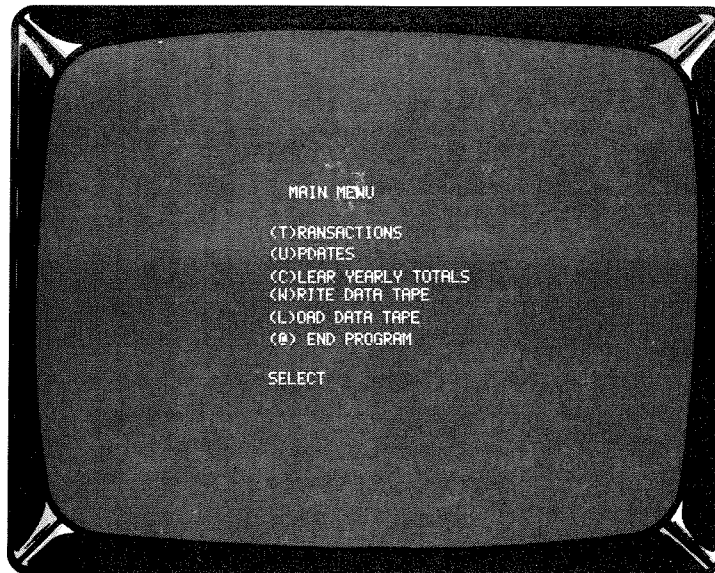 MAIN MENU
(T)RANSACTIONS
(U)PDATES
(C)LEAR YEARLY TOTALS
(W)RITE DATA TAPE
(L)OAD DATA TAPE
(@) END PROGRAM
SELECT